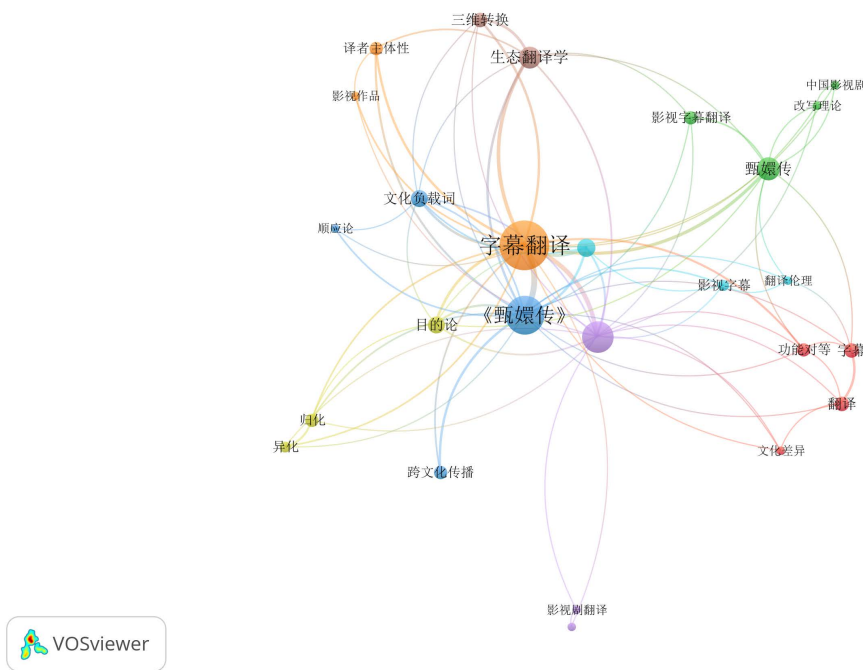 三维转换
译者主体性
生态翻译学
中国影视剧
影视作品
改写理论
影视字幕翻译
甄嬛传
文化负载词
顺应论
字幕翻译
影视字幕
翻译伦理
《甄嬛传》
目的论
功能对等
字幕
翻译
归化
异化
文化差异
跨文化传播
影视剧翻译
VOSviewer